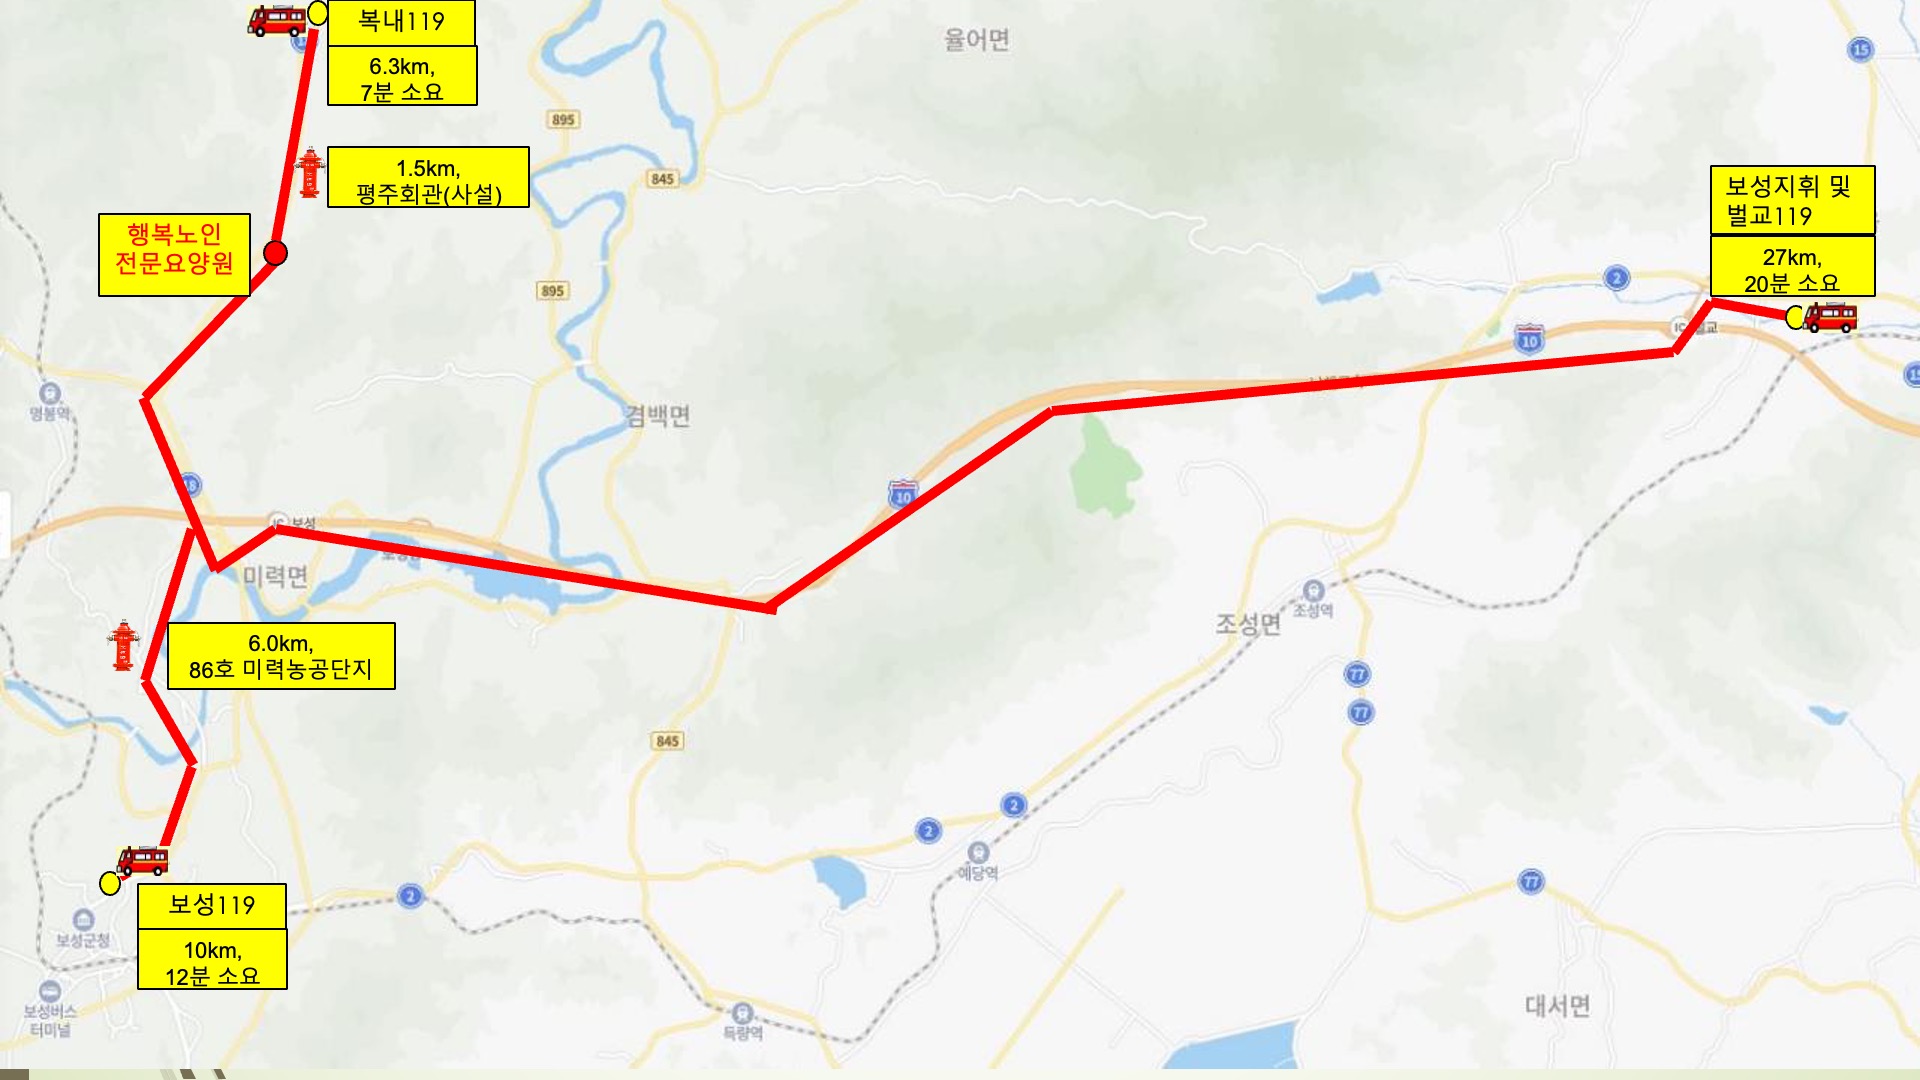 복내119
6.3km,
7분 소요
율어면
15
895
1.5km,
평주회관(사설)
845
보성지휘 및
벌교119
27km,
20분 소요
행복노인
전문요양원
2
895
10
IC
15
명봉역
겸백면
18
10
IC 보성
미력면
조성역
조성면
6.0km,
86호 미력농공단지
77
77
845
2
2
예당역
77
2
보성119
10km,
12분 소요
보성군청
보성버스
터미널
득량역
대서면